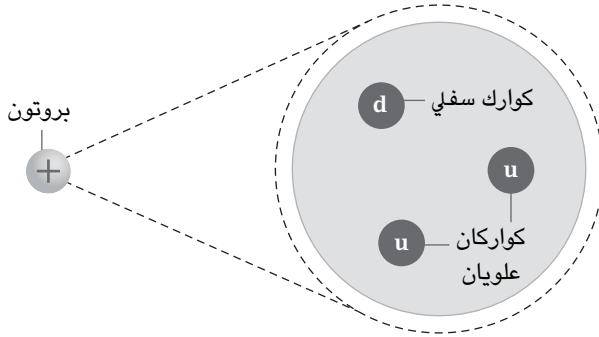 بروتون
+
d
كوارك سفلي
u
u
كواركان
علويان